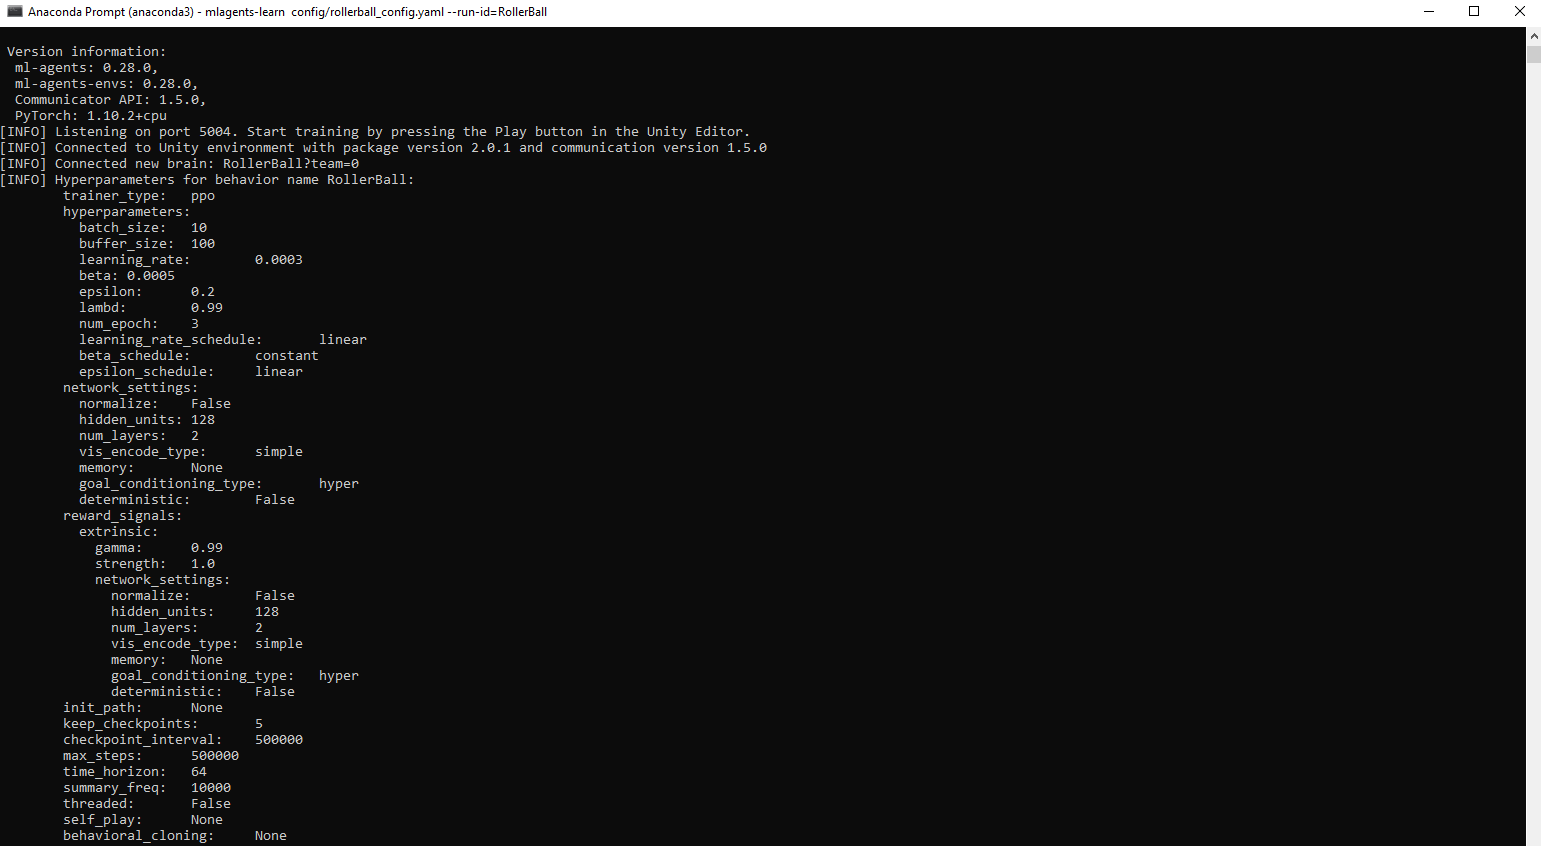 Anaconda Prompt (anaconda3) - mlagents-learn  config/rollerball_config.yaml --run-id=RollerBall
Version information:
ml-agents: 0.28.0,
ml-agents-envs: 0.28.0,
Communicator API: 1.5.0,
PyTorch: 1.10.2+cpu
[INFO] Listening on port 5004. Start training by pressing the Play button in the Unity Editor.
[INFO] Connected to Unity environment with package version 2.0.1 and communication version 1.5.0
[INFO] Connected new brain: RollerBall?team=0
[INFO] Hyperparameters for behavior name RollerBall:
trainer_type:   ppo
hyperparameters:
batch_size:   10
buffer_size:  100
learning_rate:        0.0003
beta: 0.0005
epsilon:      0.2
lambd:        0.99
num_epoch:    3
learning_rate_schedule:       linear
beta_schedule:        constant
epsilon_schedule:     linear
network_settings:
normalize:    False
hidden_units: 128
num_layers:   2
vis_encode_type:      simple
memory:       None
goal_conditioning_type:       hyper
deterministic:        False
reward_signals:
extrinsic:
gamma:      0.99
strength:   1.0
network_settings:
normalize:        False
hidden_units:     128
num_layers:       2
vis_encode_type:  simple
memory:   None
goal_conditioning_type:   hyper
deterministic:    False
init_path:      None
keep_checkpoints:       5
checkpoint_interval:    500000
max_steps:      500000
time_horizon:   64
summary_freq:   10000
threaded:       False
self_play:      None
behavioral_cloning:     None